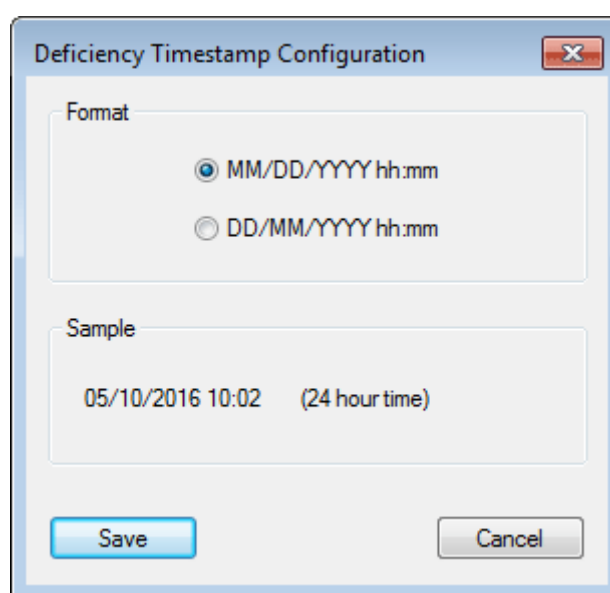 Deficiency Timestamp Configuration
Format
MM/DD/YYYY hh:mm
DD/MM/YYYY hh:mm
Sample
05/10/2016 10:02 (24 hour time)
Save Cancel